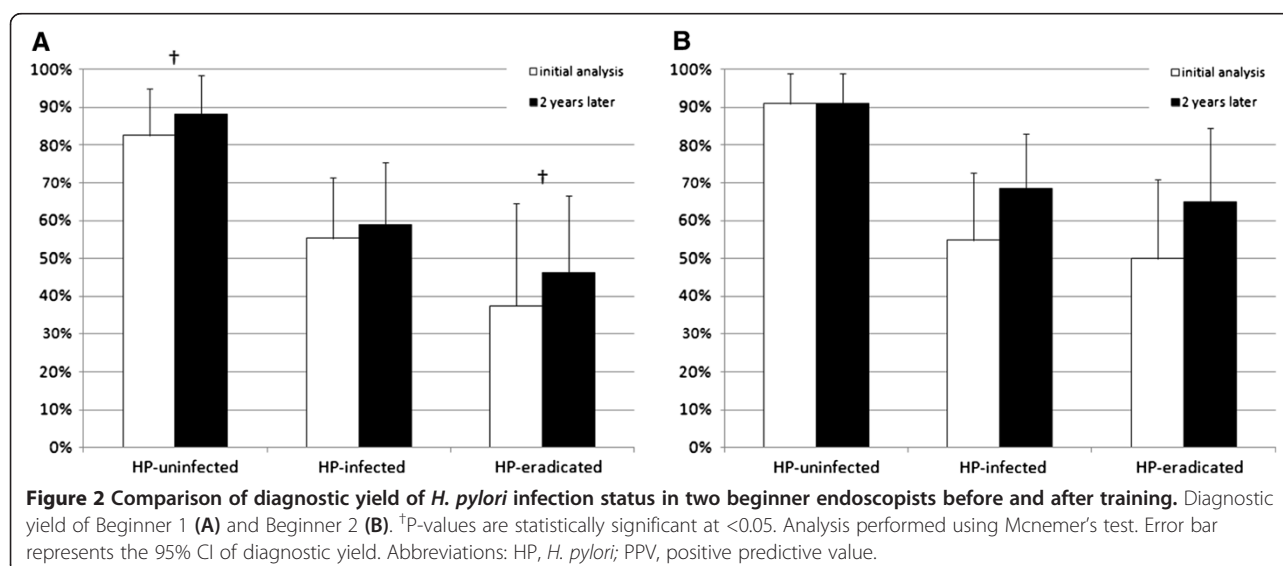 A
†
†
initial analysis
2 years later
100%
90%
80%
70%
60%
50%
40%
30%
20%
10%
0%
HP-uninfected
HP-infected
HP-eradicated
B
initial analysis
2 years later
100%
90%
80%
70%
60%
50%
40%
30%
20%
10%
0%
HP-uninfected
HP-infected
HP-eradicated
Figure 2 Comparison of diagnostic yield of H. pylori infection status in two beginner endoscopists before and after training. Diagnostic
yield of Beginner 1 (A) and Beginner 2 (B). †P-values are statistically significant at <0.05. Analysis performed using Mcnemer's test. Error bar
represents the 95% CI of diagnostic yield. Abbreviations: HP, H. pylori; PPV, positive predictive value.